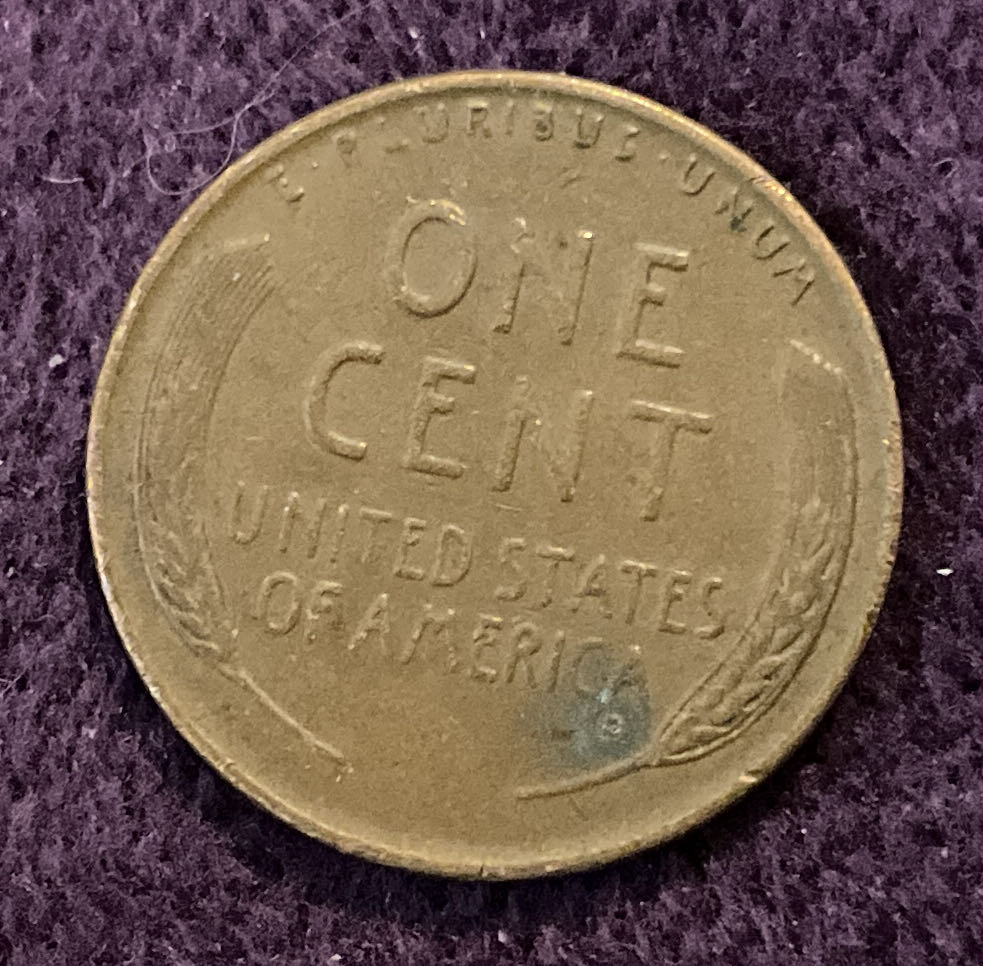 E · PLURIBUS · UNUM
ONE
CENT
UNITED STATES
OF AMERICA